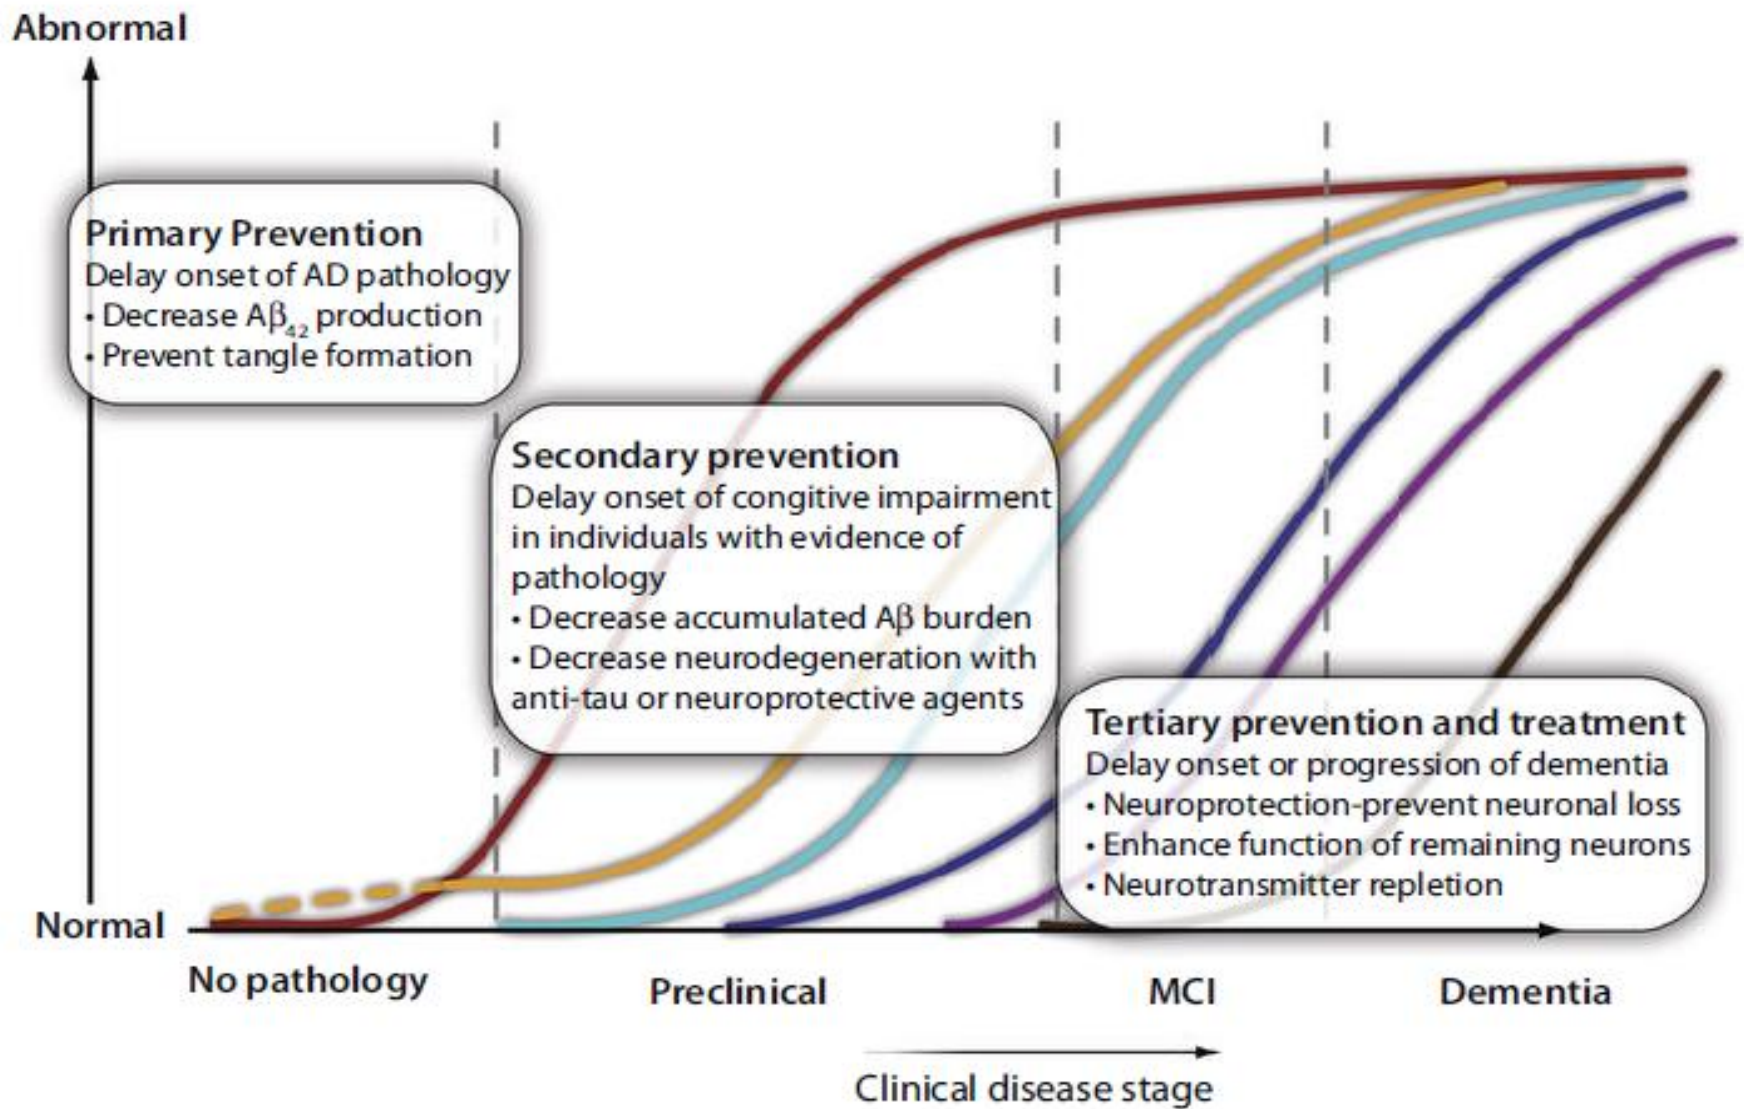 Abnormal
Primary Prevention
Delay onset of AD pathology
• Decrease Aβ₄₂ production
• Prevent tangle formation
Secondary prevention
Delay onset of congitive impairment
in individuals with evidence of
pathology
• Decrease accumulated Aβ burden
• Decrease neurodegeneration with
anti-tau or neuroprotective agents
Tertiary prevention and treatment
Delay onset or progression of dementia
• Neuroprotection-prevent neuronal loss
• Enhance function of remaining neurons
• Neurotransmitter repletion
Normal
No pathology
Preclinical
MCI
Dementia
Clinical disease stage